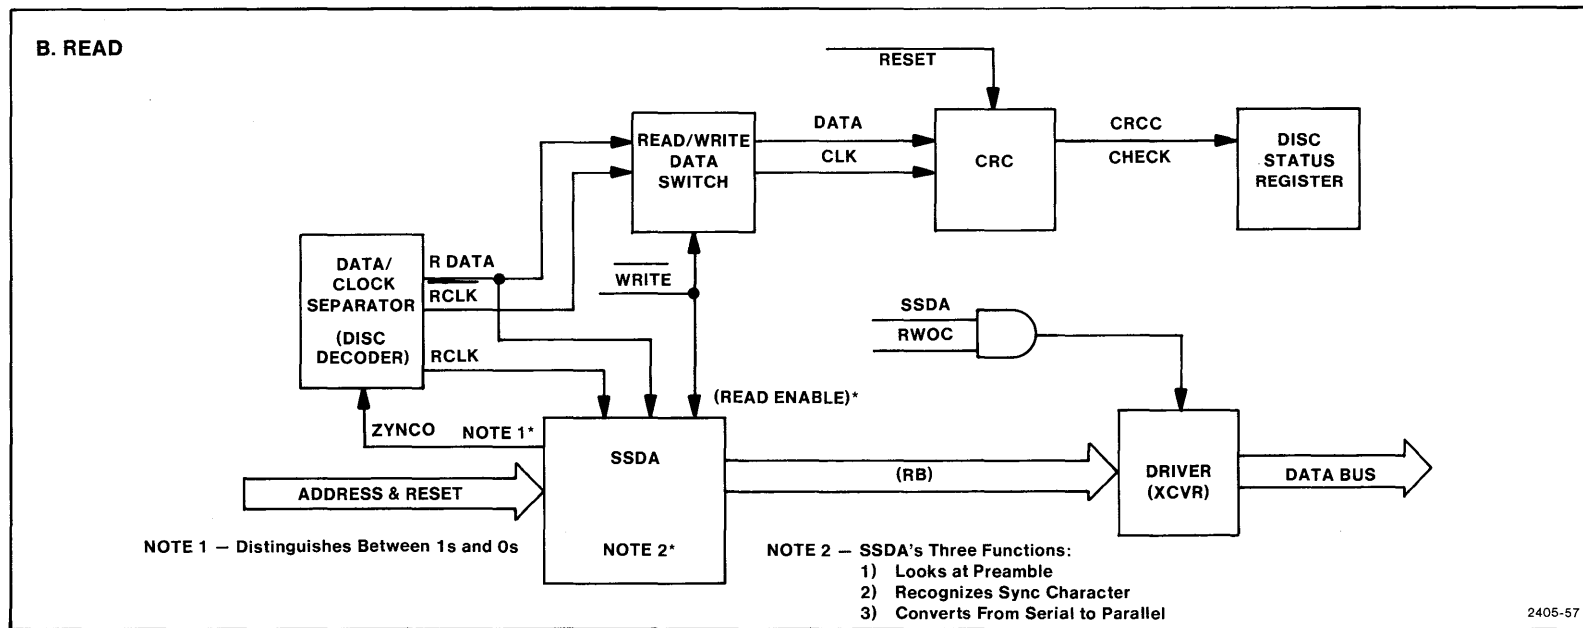 B. READ
RESET
READ/WRITE
DATA
SWITCH
DATA
CLK
CRC
CRCC
CHECK
DISC
STATUS
REGISTER
DATA/
CLOCK
SEPARATOR
(DISC
DECODER)
R DATA
RCLK
RCLK
WRITE
SSDA
RWOC
(READ ENABLE)*
ZYNCO
NOTE 1*
SSDA
NOTE 2*
ADDRESS & RESET
(RB)
DRIVER
(XCVR)
DATA BUS
NOTE 1 — Distinguishes Between 1s and 0s
NOTE 2 — SSDA's Three Functions:
1) Looks at Preamble
2) Recognizes Sync Character
3) Converts From Serial to Parallel
2405-57